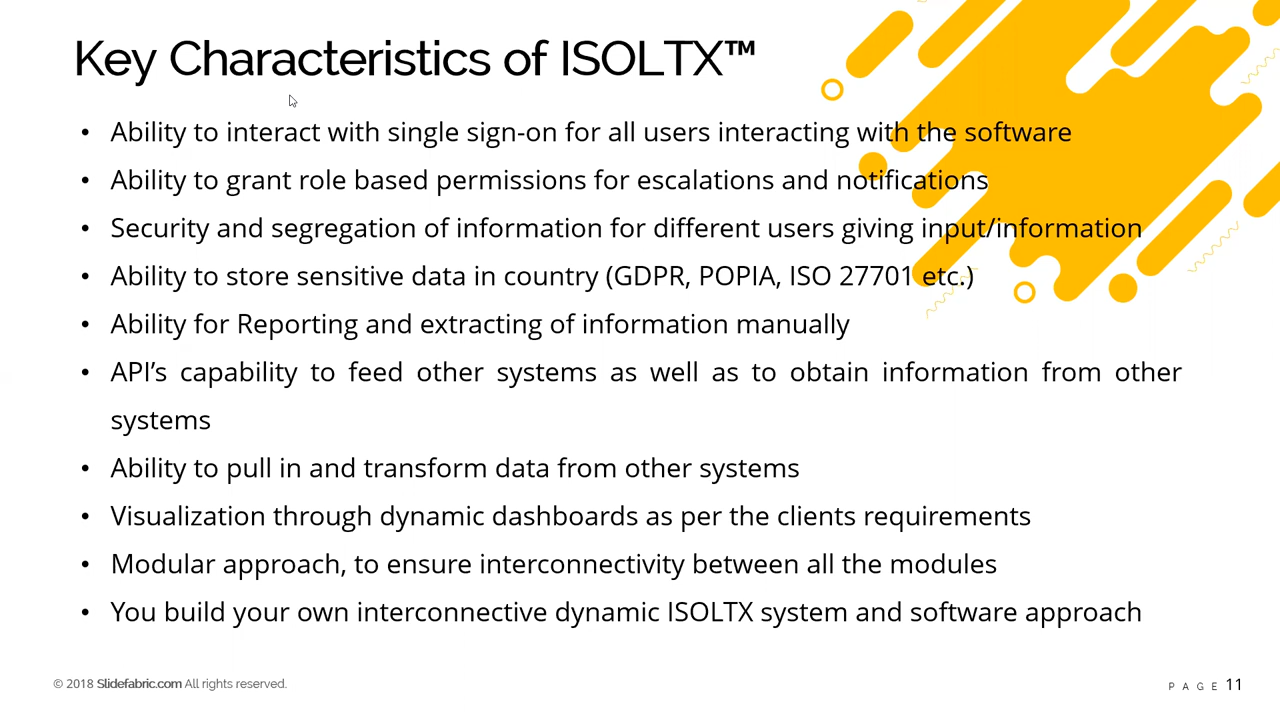 Key Characteristics of ISOLTX™
• Ability to interact with single sign-on for all users interacting with the software
• Ability to grant role based permissions for escalations and notifications
• Security and segregation of information for different users giving input/information
• Ability to store sensitive data in country (GDPR, POPIA, ISO 27701 etc.)
• Ability for Reporting and extracting of information manually
• API’s capability to feed other systems as well as to obtain information from other
systems
• Ability to pull in and transform data from other systems
• Visualization through dynamic dashboards as per the clients requirements
• Modular approach, to ensure interconnectivity between all the modules
• You build your own interconnective dynamic ISOLTX system and software approach
© 2018 Slidefabric.com All rights reserved.
PAGE 11